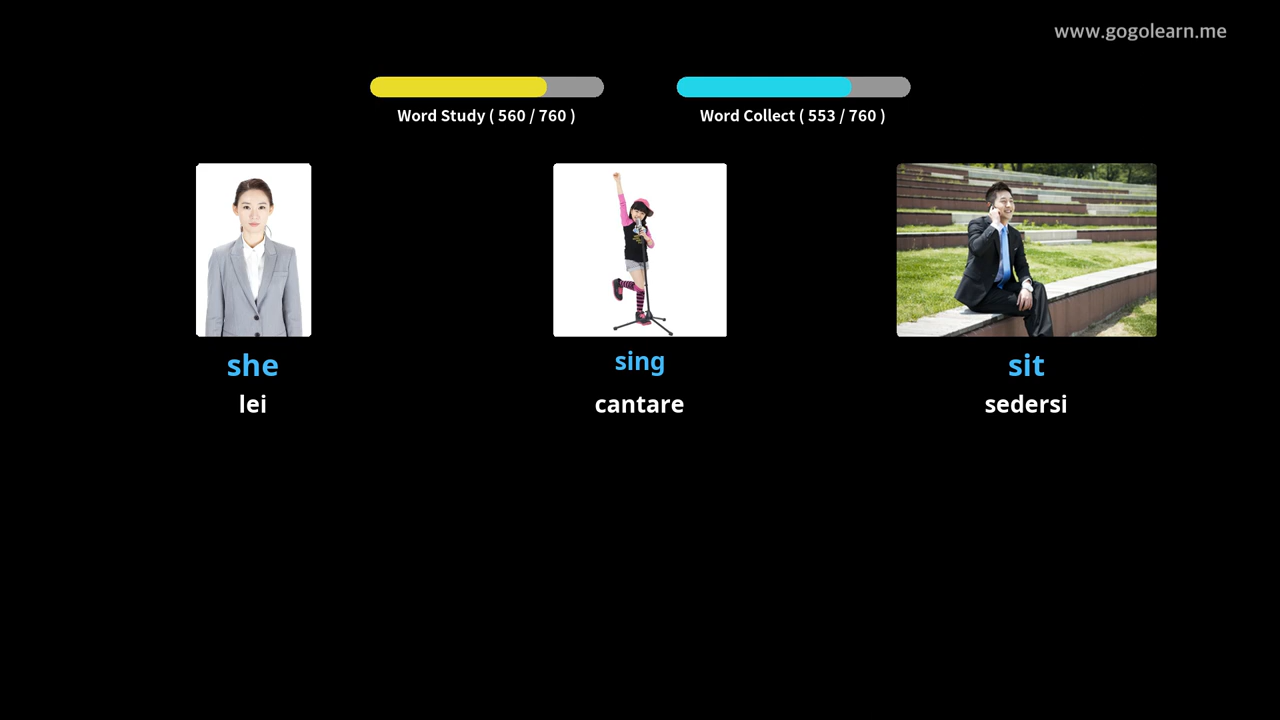 www.gogolearn.me
Word Study ( 560 / 760 )
Word Collect ( 553 / 760 )
she
lei
sing
cantare
sit
sedersi